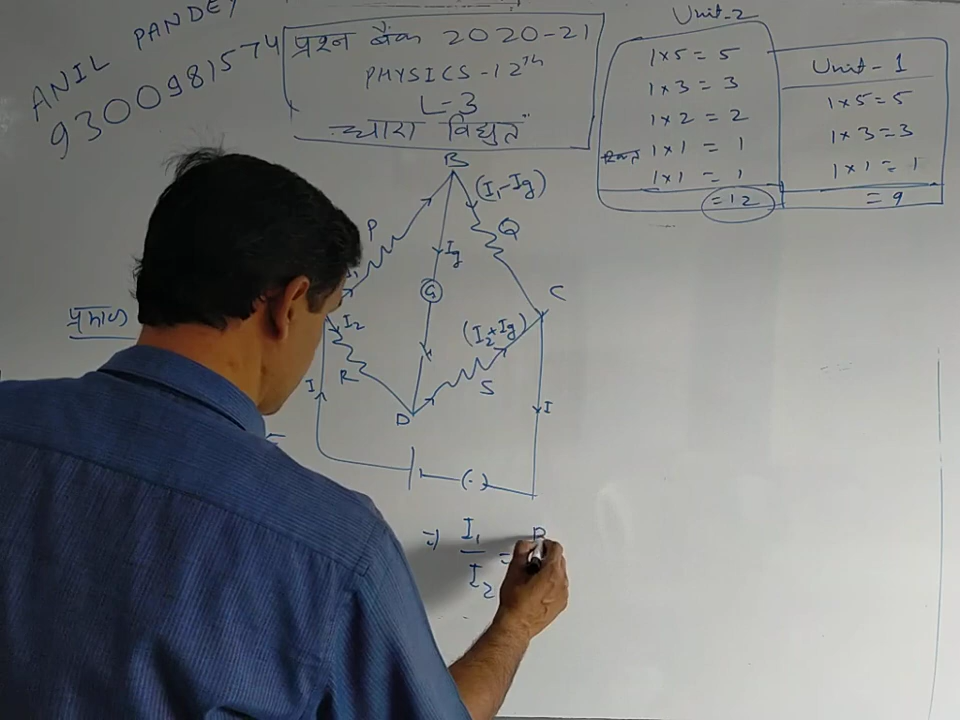 ANIL PANDEY
9300981574
प्रश्न बैंक 2020-21
PHYSICS-12th
L-3
"धारा विद्युत"
Unit-2
1×5=5
1×3=3
1×2=2
1×1=1
1×1=1
=12
Unit-1
1×5=5
1×3=3
1×1=1
=9
B
(I₁-Ig)
P
Q
Ig
I₁
G
C
I₂
(I₂+Ig)
R
S
I
I
D
(·)
⇒ I₁/I₂ =